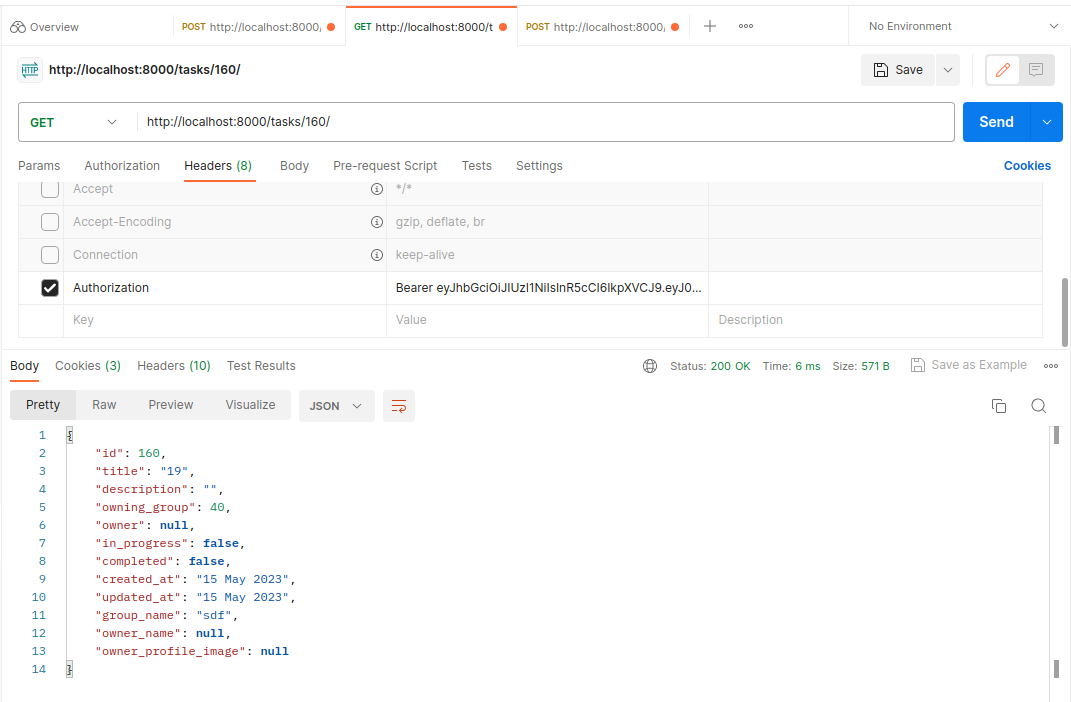 Overview
POST http://localhost:8000/
GET http://localhost:8000/t
POST http://localhost:8000/
No Environment
HTTP http://localhost:8000/tasks/160/
Save
GET http://localhost:8000/tasks/160/
Send
Params Authorization Headers (8) Body Pre-request Script Tests Settings Cookies
Accept */*
Accept-Encoding gzip, deflate, br
Connection keep-alive
Authorization Bearer eyJhbGciOiJIUzI1NiIsInR5cCI6IkpXVCJ9.eyJ0...
Key Value Description
Body Cookies (3) Headers (10) Test Results Status: 200 OK Time: 6 ms Size: 571 B Save as Example
Pretty Raw Preview Visualize JSON
1 {
2 "id": 160,
3 "title": "19",
4 "description": "",
5 "owning_group": 40,
6 "owner": null,
7 "in_progress": false,
8 "completed": false,
9 "created_at": "15 May 2023",
10 "updated_at": "15 May 2023",
11 "group_name": "sdf",
12 "owner_name": null,
13 "owner_profile_image": null
14 }